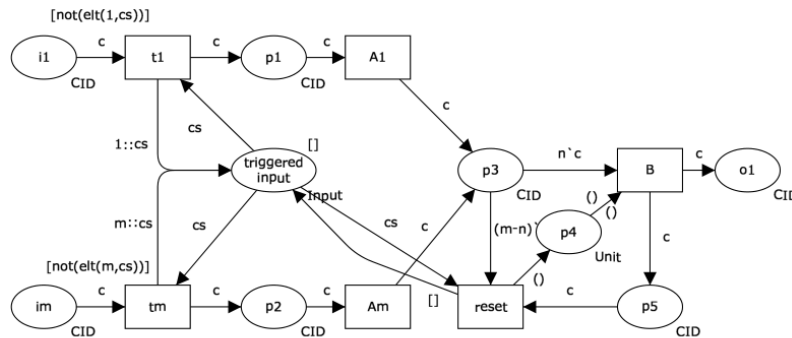 [not(elt(1,cs))]
c
c
c
i1
t1
p1
A1
CID
CID
cs
c
1::cs
[]
n`c
c
triggered
input
p3
B
o1
Input
CID
CID
m::cs
cs
cs
c
(m-n)`
()
()
p4
c
[not(elt(m,cs))]
Unit
()
c
c
c
[]
c
im
tm
p2
Am
reset
p5
CID
CID
CID